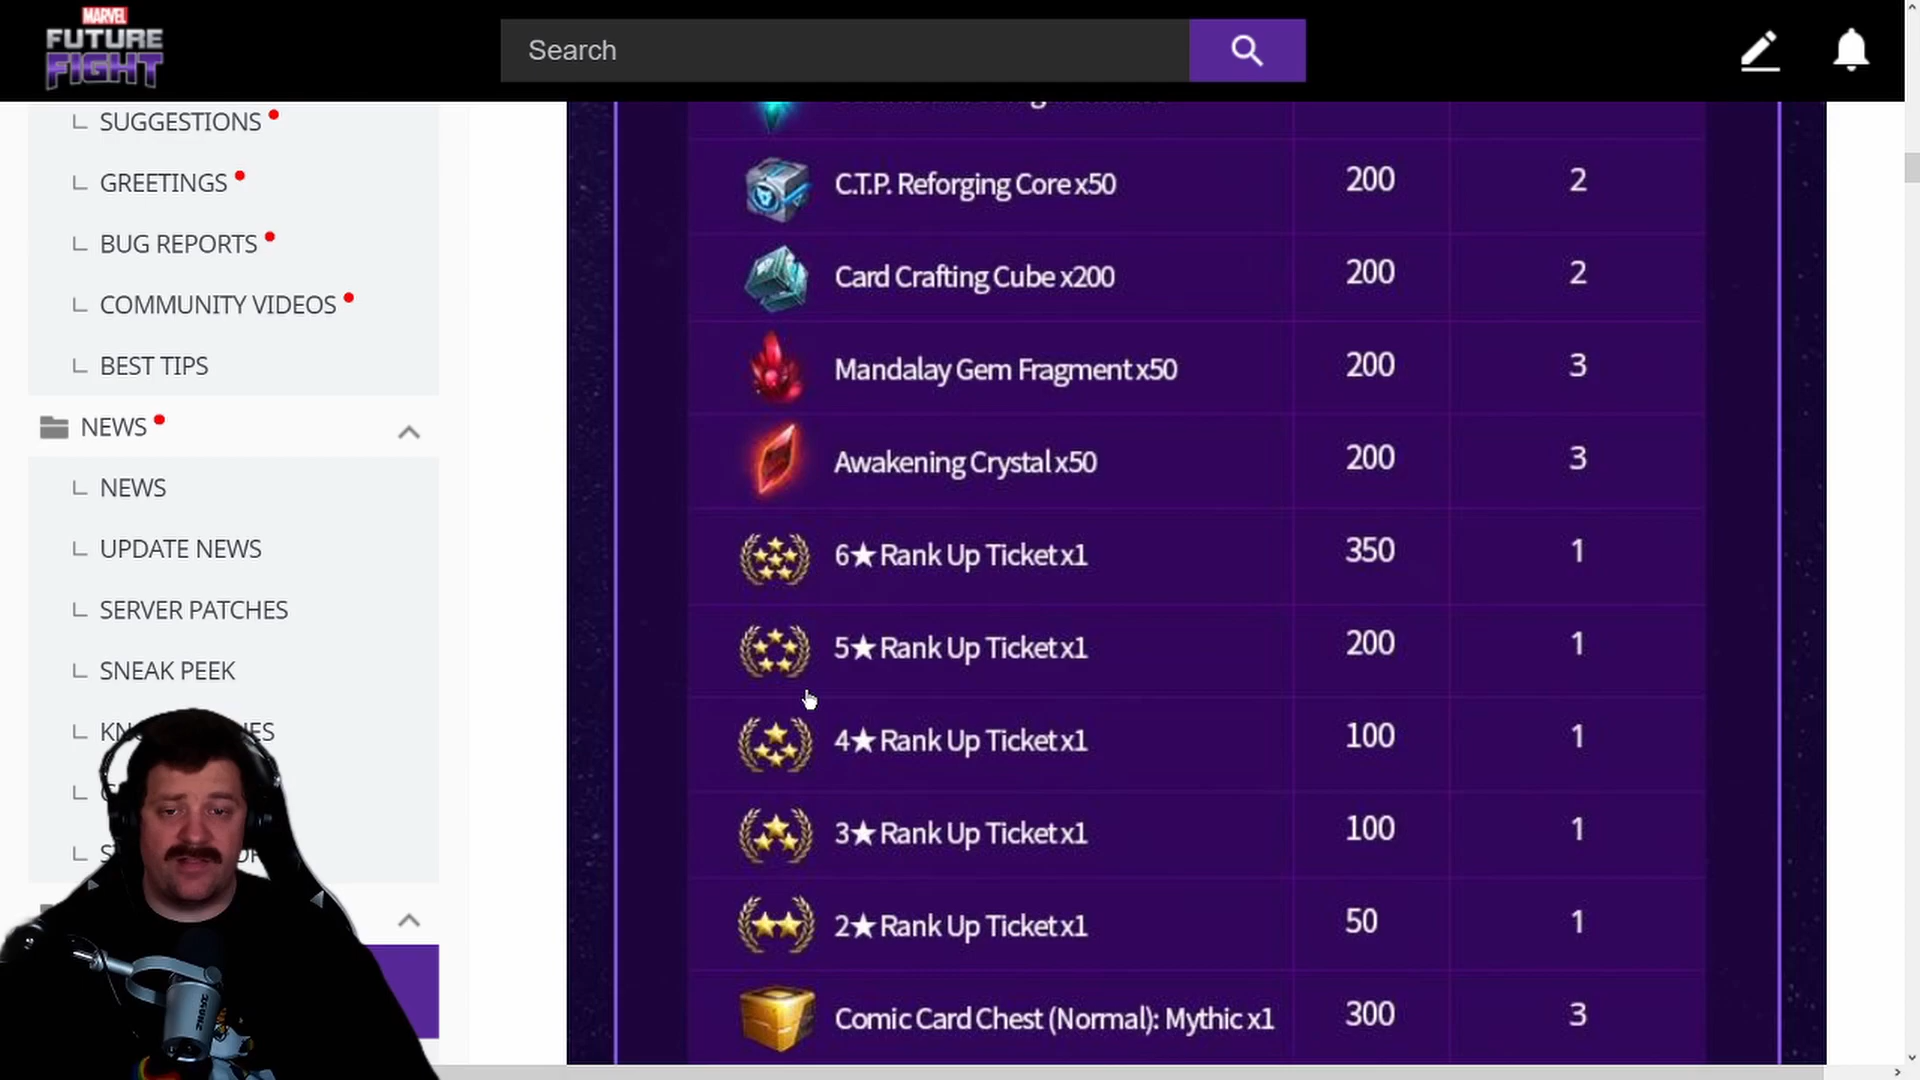 MARVEL
FUTURE
FIGHT
Search
SUGGESTIONS
GREETINGS
BUG REPORTS
COMMUNITY VIDEOS
BEST TIPS
NEWS
NEWS
UPDATE NEWS
SERVER PATCHES
SNEAK PEEK
C.T.P. Reforging Core x50 200 2
Card Crafting Cube x200 200 2
Mandalay Gem Fragment x50 200 3
Awakening Crystal x50 200 3
6★ Rank Up Ticket x1 350 1
5★ Rank Up Ticket x1 200 1
4★ Rank Up Ticket x1 100 1
3★ Rank Up Ticket x1 100 1
2★ Rank Up Ticket x1 50 1
Comic Card Chest (Normal): Mythic x1 300 3